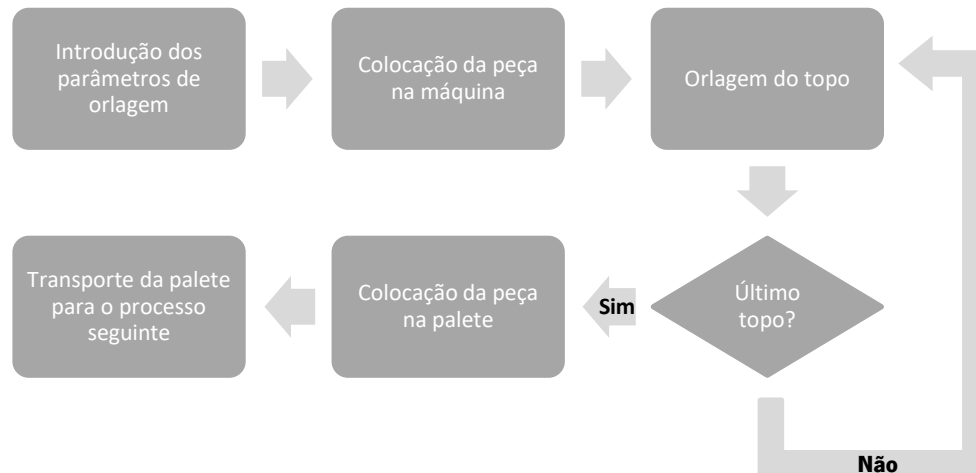 Introdução dos
parâmetros de
orlagem
Colocação da peça
na máquina
Orlagem do topo
Último
topo?
Sim
Colocação da peça
na palete
Transporte da palete
para o processo
seguinte
Não